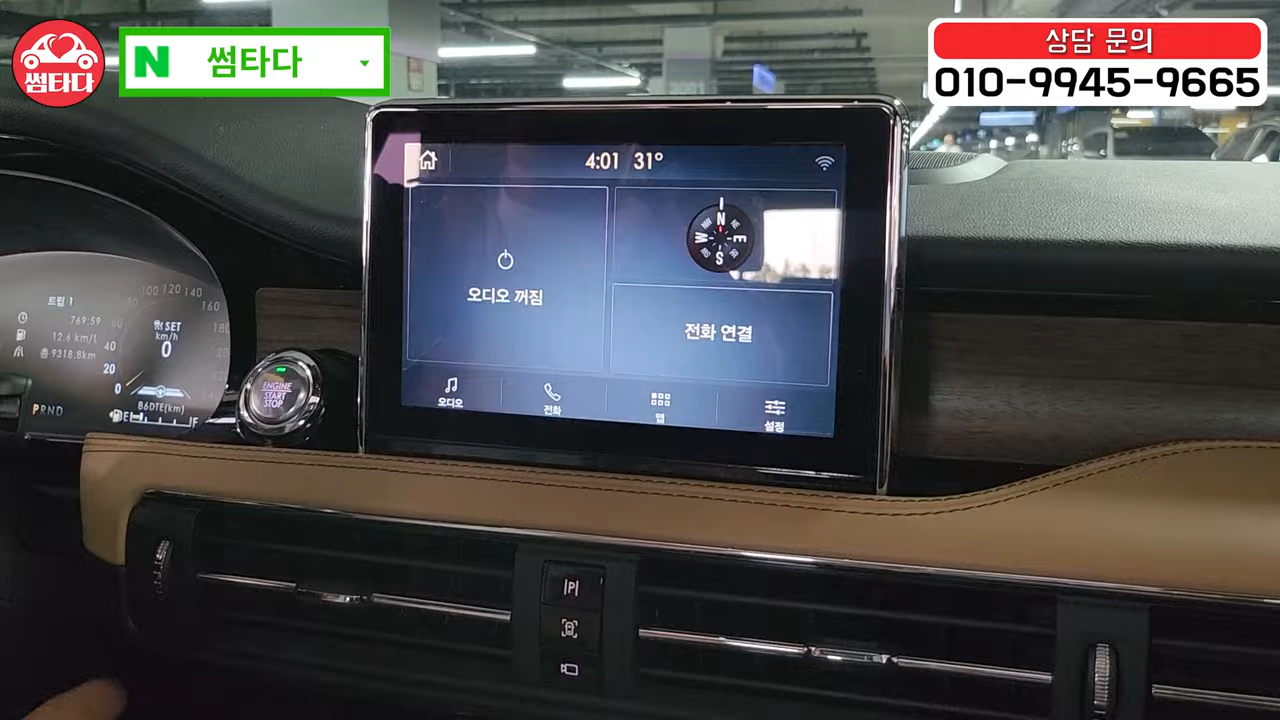 썸타다
N 썸타다
상담 문의
010-9945-9665
4:01 31°
오디오 꺼짐
N
NE
E
S
W
NW
전화 연결
오디오
전화
앱
설정
트립 1
769:59
12.6 km/L
9318.8km
100 120 140
160
60
40
20
0
SET
km/h
0
86DTE(km)
PRND
E
F
ENGINE
START
STOP
P